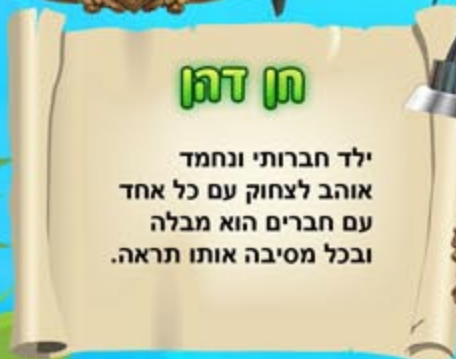 חן דהן
ילד חברותי ונחמד
אוהב לצחוק עם כל אחד
עם חברים הוא מבלה
ובכל מסיבה אותו תראה.